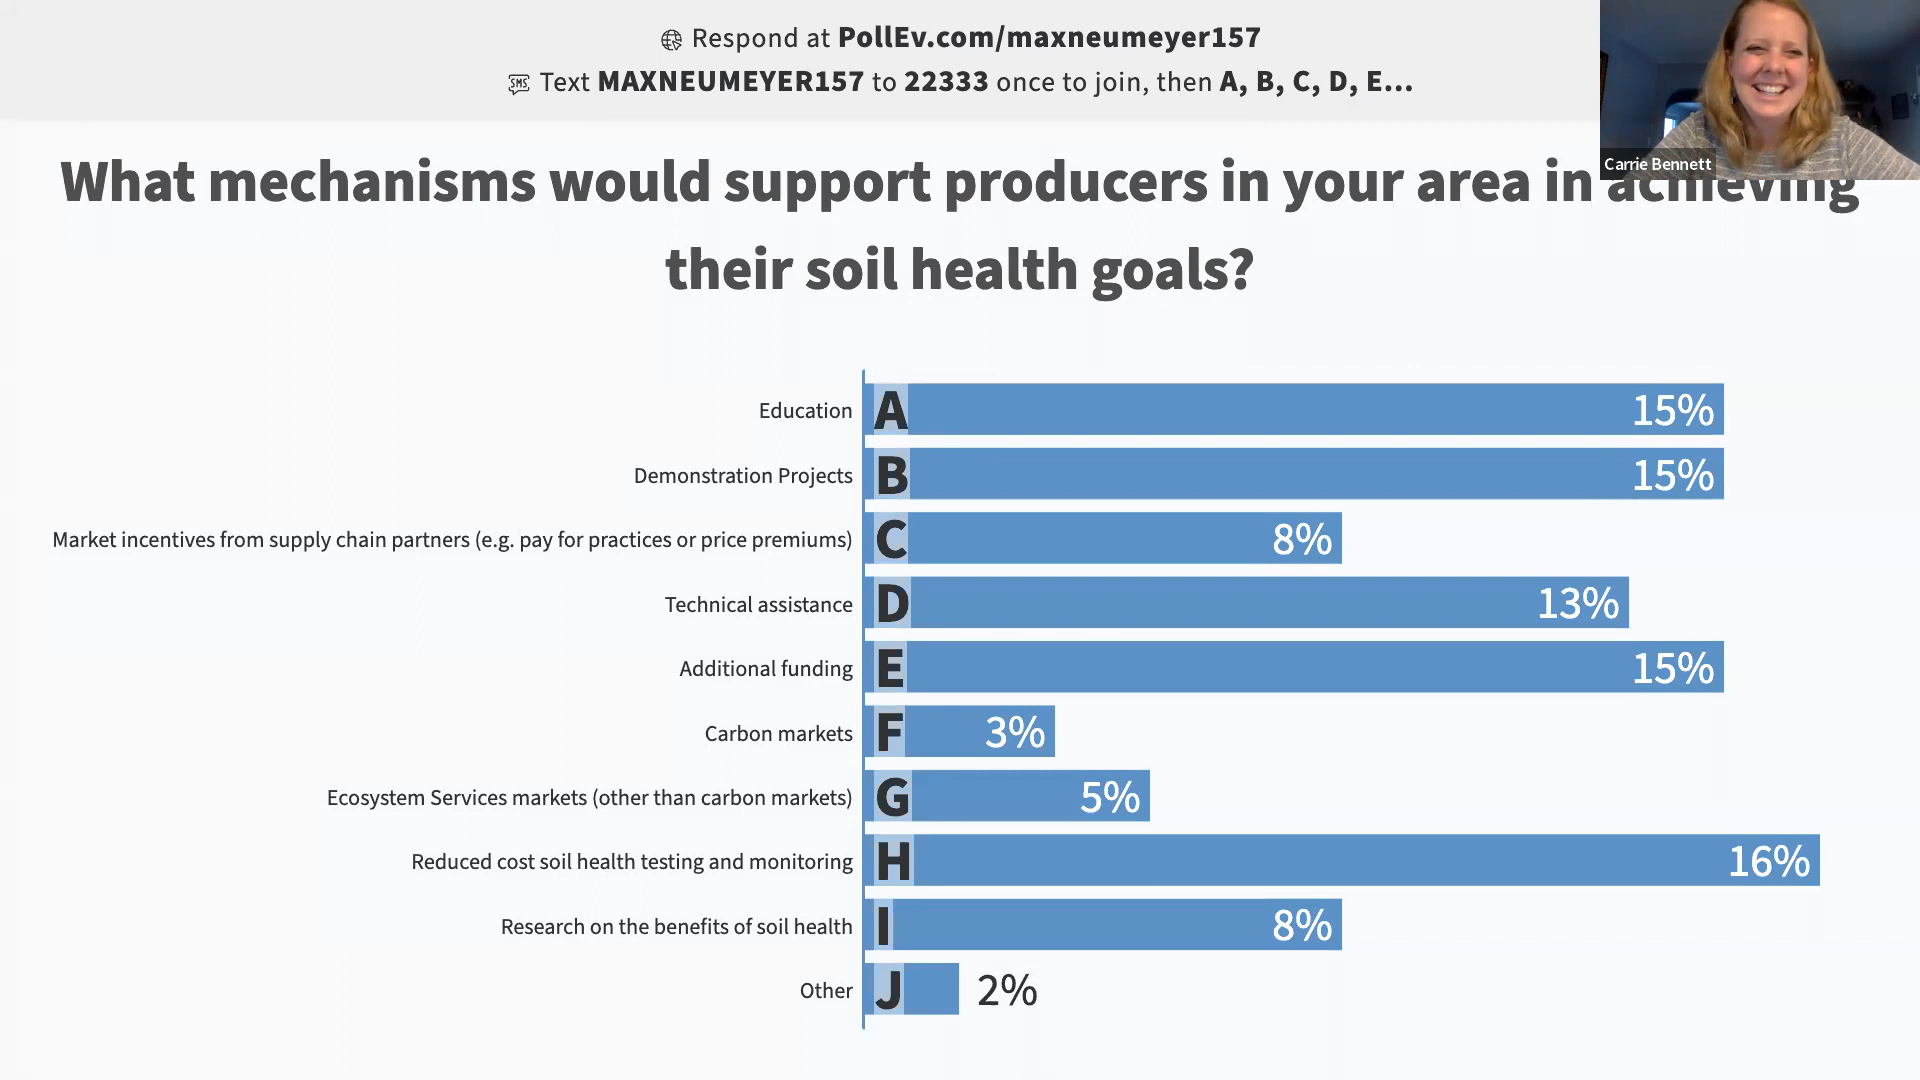 Respond at PollEv.com/maxneumeyer157
Text MAXNEUMEYER157 to 22333 once to join, then A, B, C, D, E...
Carrie Bennett
What mechanisms would support producers in your area in achieving
their soil health goals?
Education A 15%
Demonstration Projects B 15%
Market incentives from supply chain partners (e.g. pay for practices or price premiums) C 8%
Technical assistance D 13%
Additional funding E 15%
Carbon markets F 3%
Ecosystem Services markets (other than carbon markets) G 5%
Reduced cost soil health testing and monitoring H 16%
Research on the benefits of soil health I 8%
Other J 2%